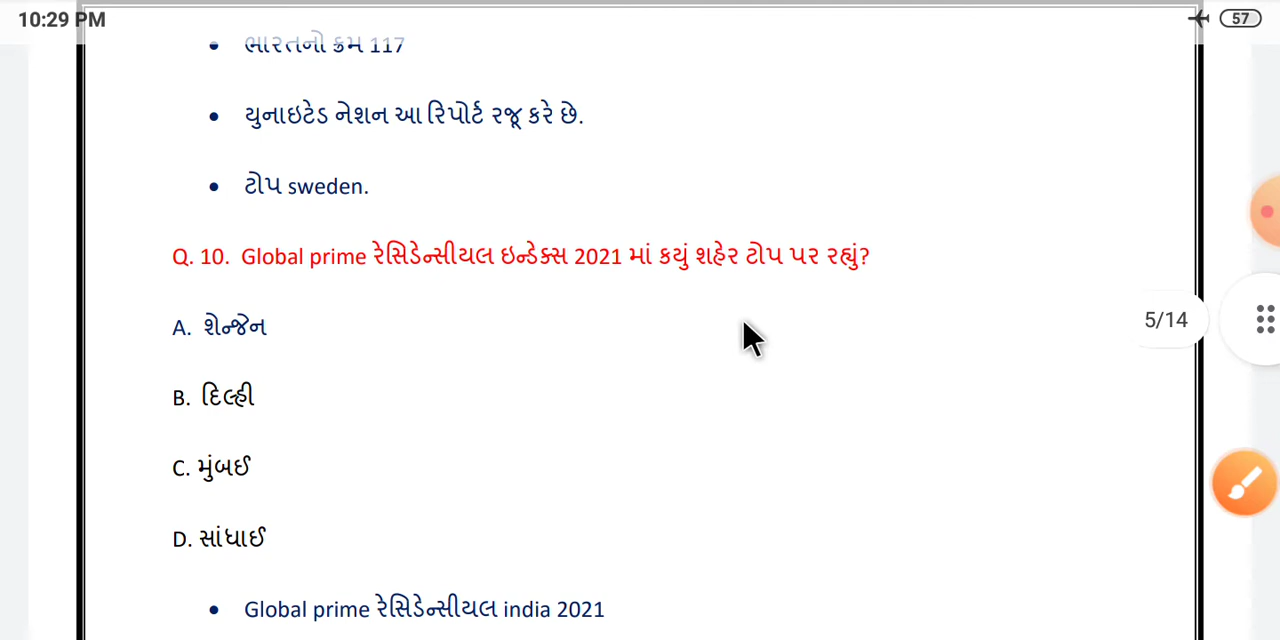 10:29 PM
57
• ભારતનો ક્રમ 117
• યુનાઇટેડ નેશન આ રિપોર્ટ રજૂ કરે છે.
• ટોપ sweden.
Q. 10. Global prime રેસિડેન્સીયલ ઇન્ડેક્સ 2021 માં કયું શહેર ટોપ પર રહ્યું?
A. શેન્જેન
5/14
B. દિલ્હી
C. મુંબઈ
D. સાંઘાઈ
• Global prime રેસિડેન્સીયલ india 2021